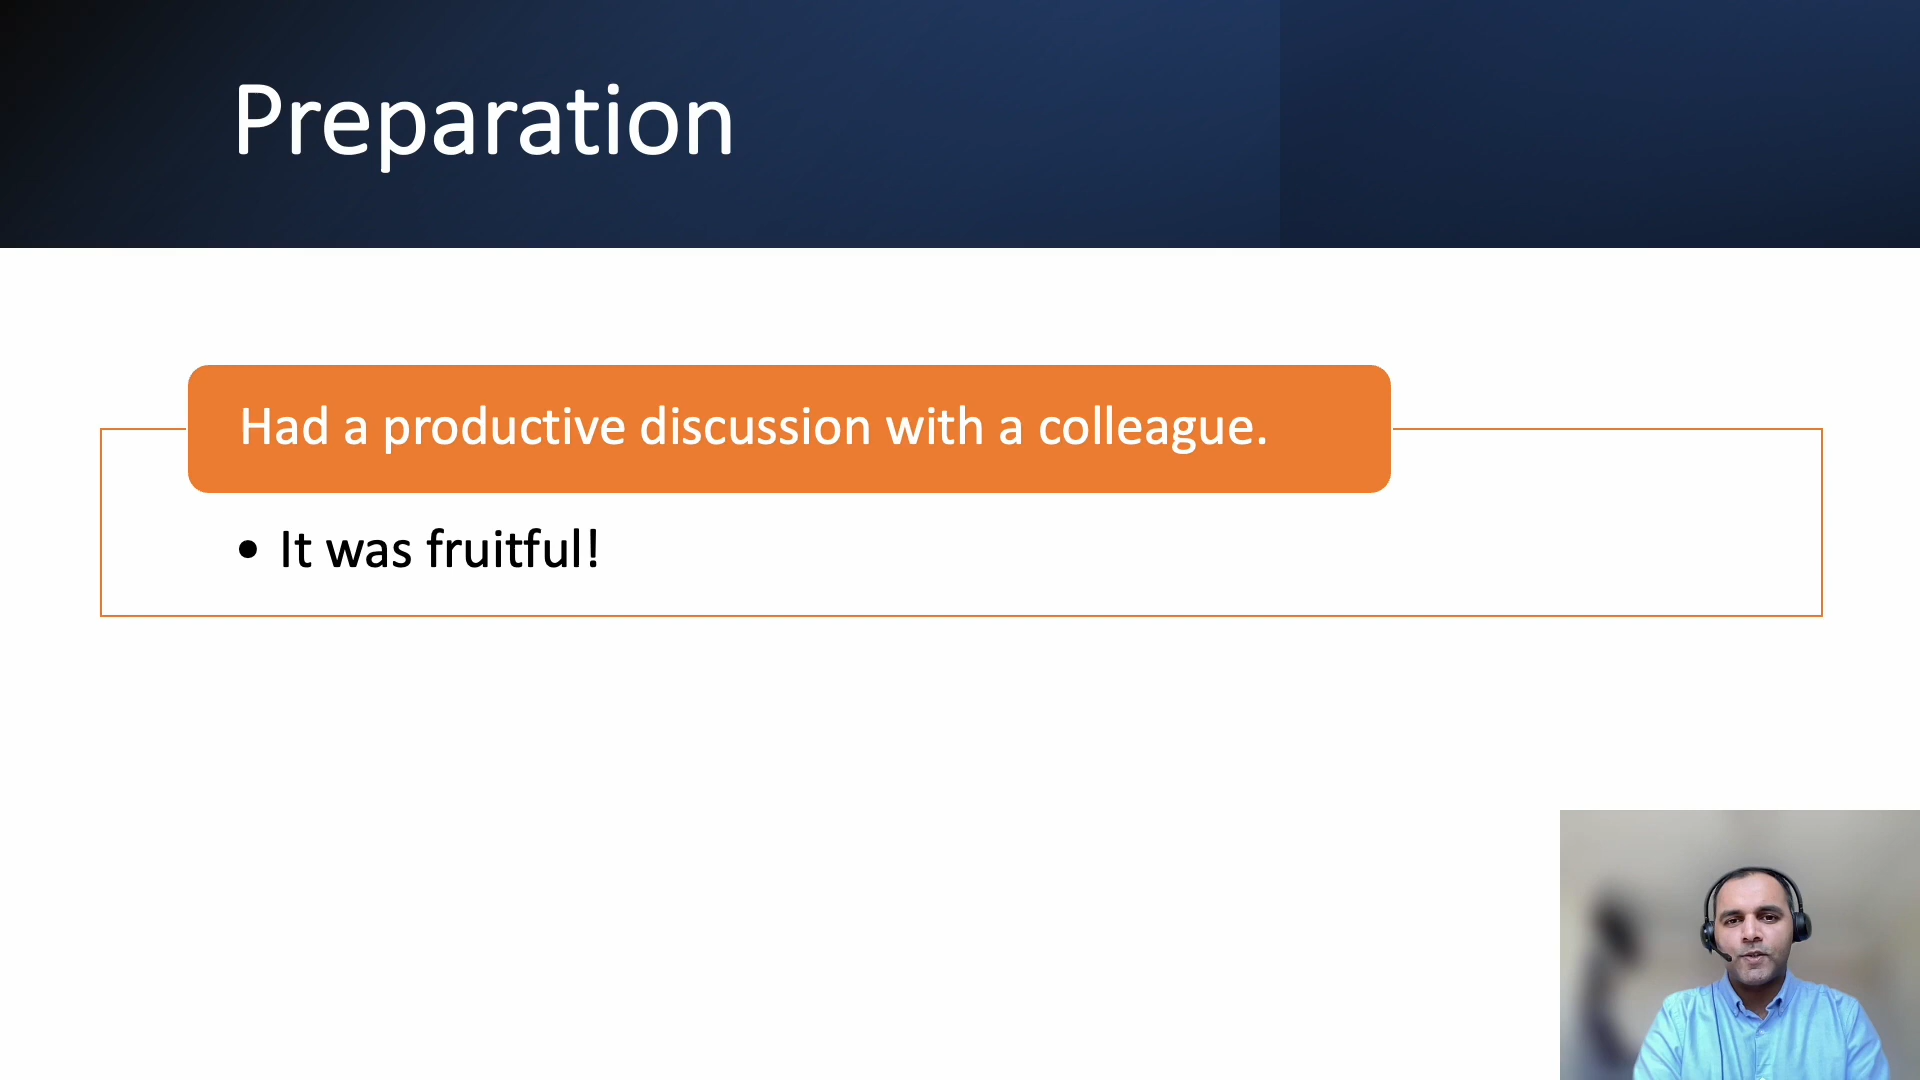 Preparation
Had a productive discussion with a colleague.
• It was fruitful!